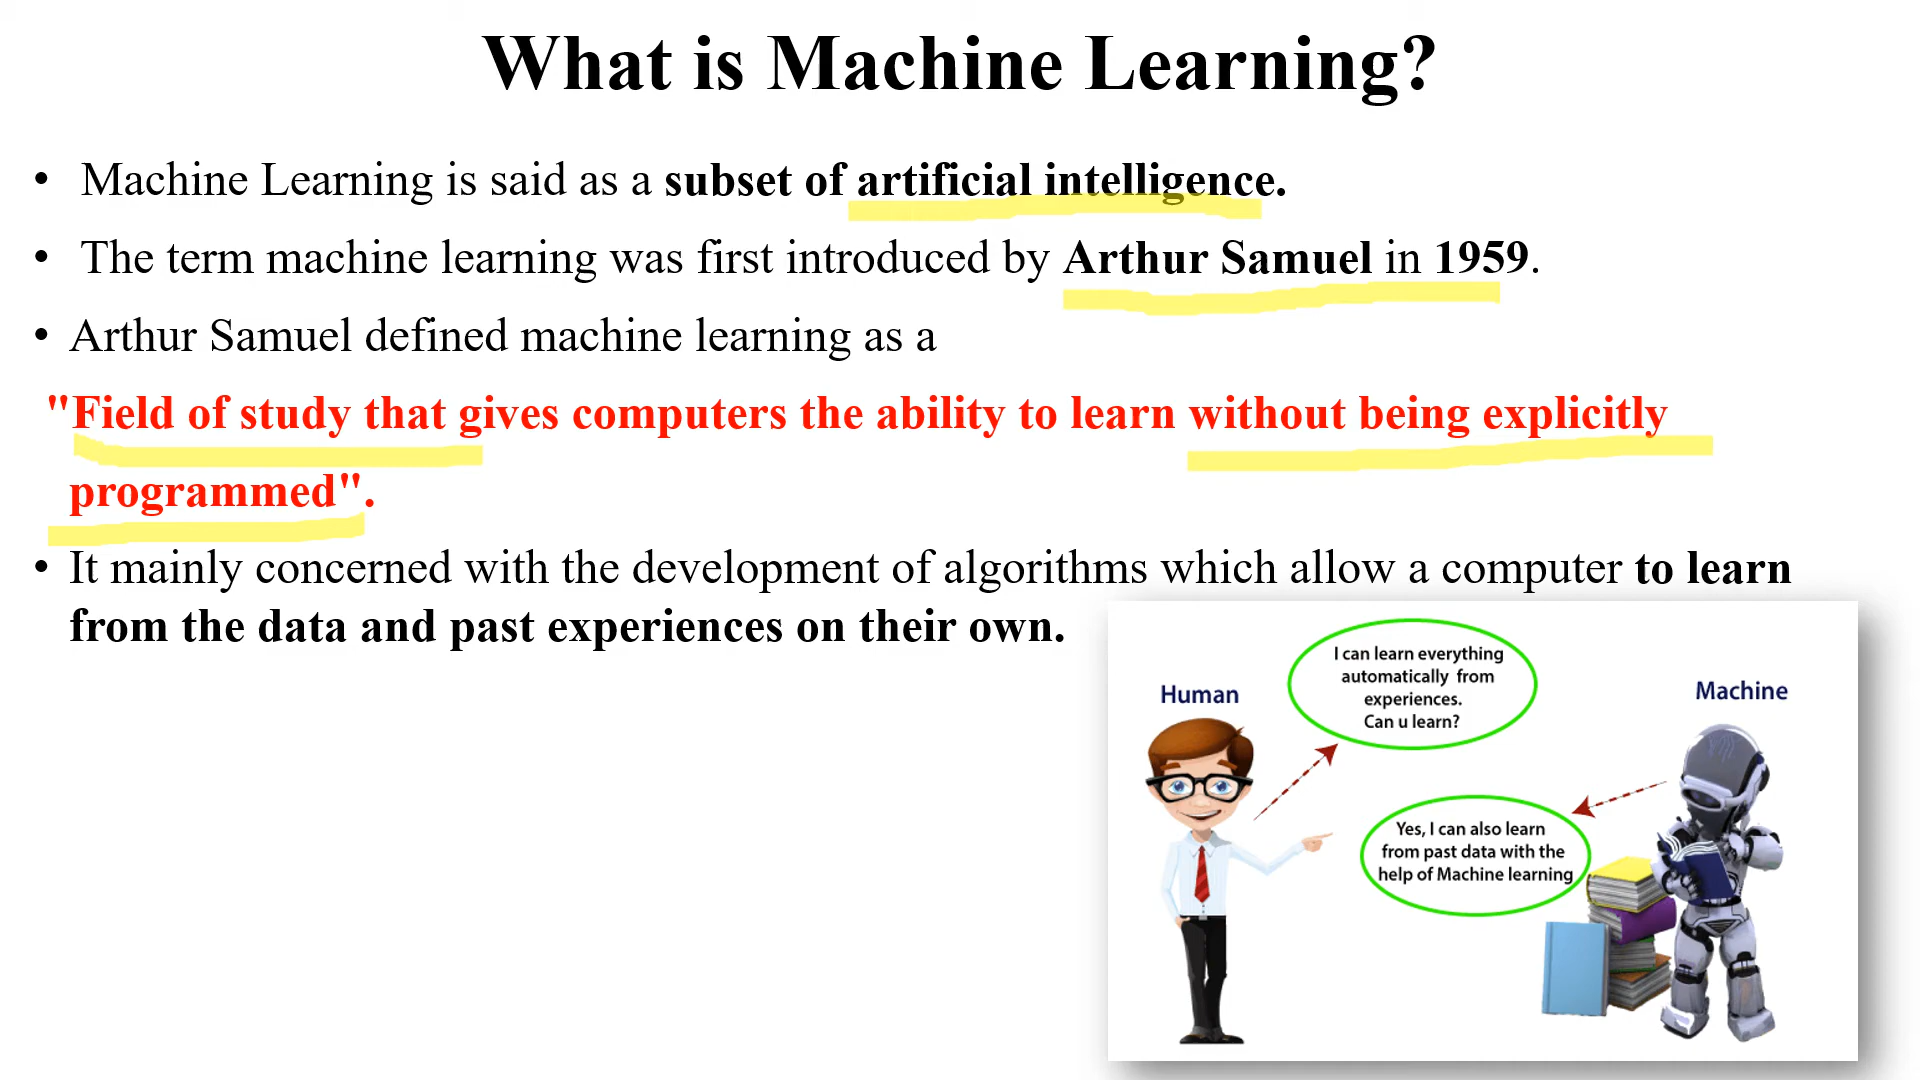 What is Machine Learning?
• Machine Learning is said as a subset of artificial intelligence.
• The term machine learning was first introduced by Arthur Samuel in 1959.
• Arthur Samuel defined machine learning as a
"Field of study that gives computers the ability to learn without being explicitly
programmed".
• It mainly concerned with the development of algorithms which allow a computer to learn
from the data and past experiences on their own.
Human
I can learn everything
automatically from
experiences.
Can u learn?
Machine
Yes, I can also learn
from past data with the
help of Machine learning